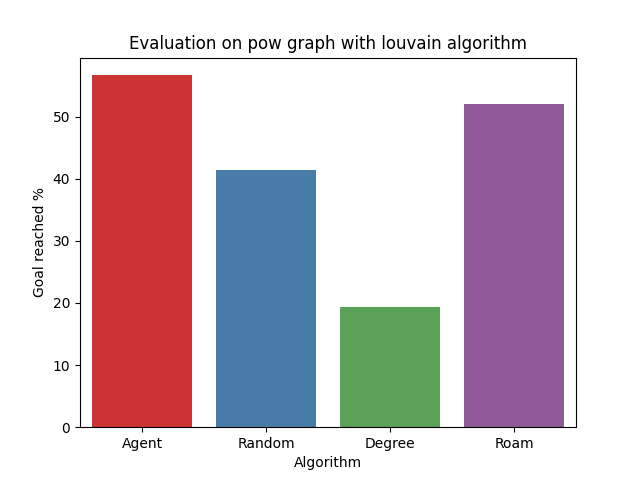 Evaluation on pow graph with louvain algorithm
Goal reached %
50
40
30
20
10
0
Agent Random Degree Roam
Algorithm